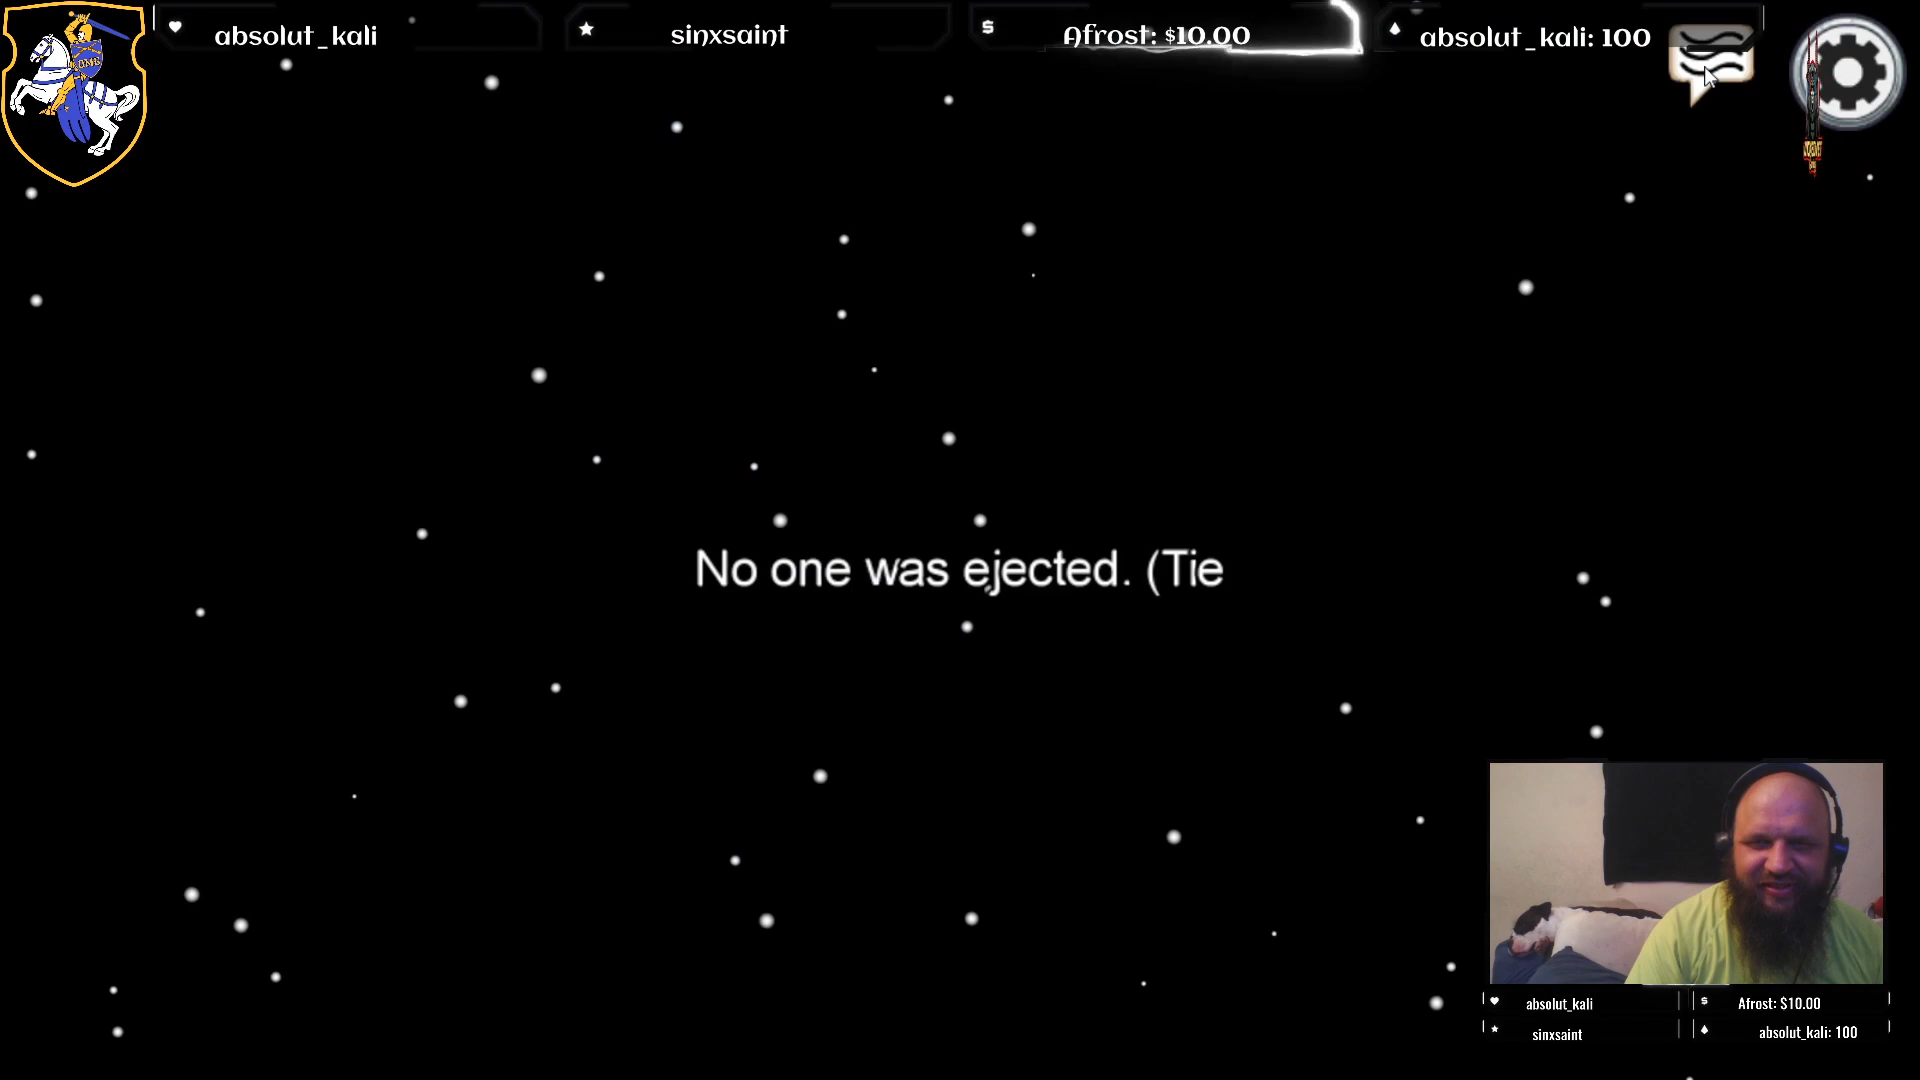 absolut_kali
sinxsaint
Afrost: $10.00
absolut_kali: 100
No one was ejected. (Tie
absolut_kali
Afrost: $10.00
sinxsaint
absolut_kali: 100